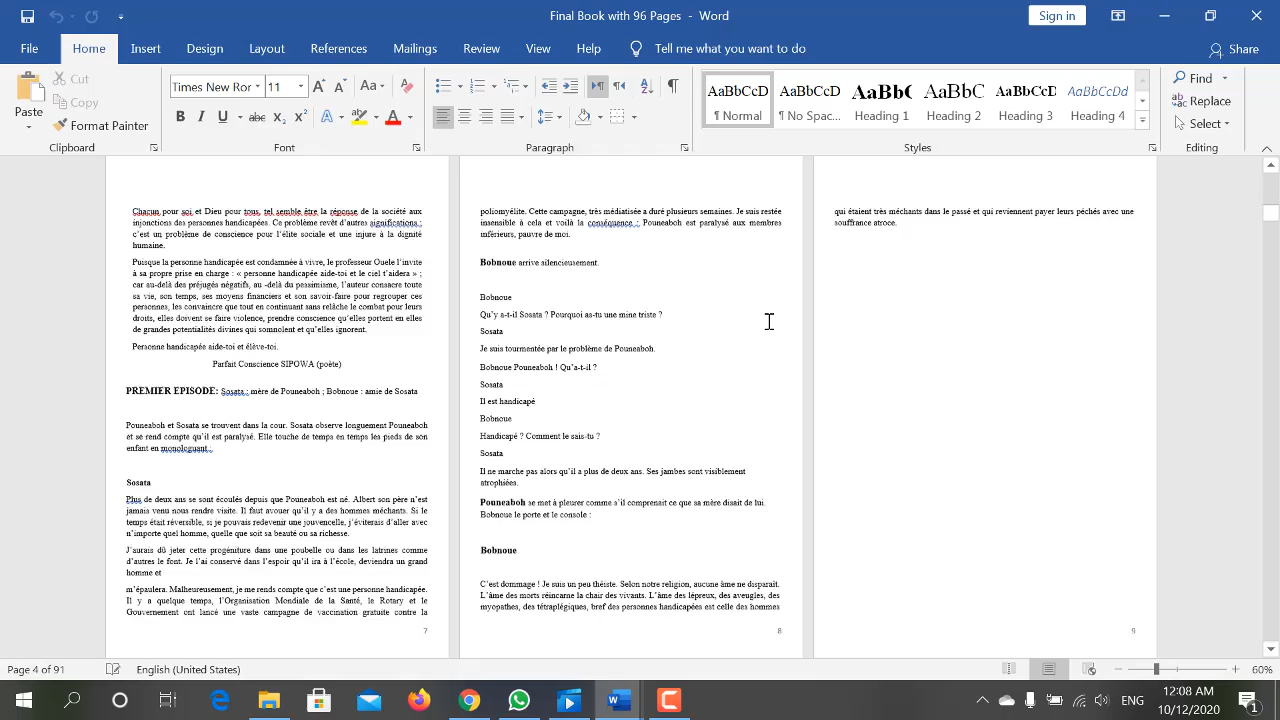 Final Book with 96 Pages - Word
Sign in
File Home Insert Design Layout References Mailings Review View Help Tell me what you want to do Share
Paste
Cut
Copy
Format Painter
Clipboard
Times New Ror 11
Font
Paragraph
AaBbCcD AaBbCcD AaBbC AaBbC AaBbCcD AaBbCcDd
¶ Normal ¶ No Spac... Heading 1 Heading 2 Heading 3 Heading 4
Styles
Find
Replace
Select
Editing
Chacun pour soi et Dieu pour tous, tel semble être la réponse de la société aux
injonctions des personnes handicapées. Ce problème revêt d'autres significations ;
c'est un problème de conscience pour l'élite sociale et une injure à la dignité
humaine.
Puisque la personne handicapée est condamnée à vivre, le professeur Ouele l'invite
à sa propre prise en charge : « personne handicapée aide-toi et le ciel t'aidera » ;
car au-delà des préjugés négatifs, au -delà du pessimisme, l'auteur consacre toute
sa vie, son temps, ses moyens financiers et son savoir-faire pour regrouper ces
personnes, les convaincre que tout en continuant sans relâche le combat pour leurs
droits, elles doivent se faire violence, prendre conscience qu'elles portent en elles
de grandes potentialités divines qui somnolent et qu'elles ignorent.
Personne handicapée aide-toi et élève-toi.
Parfait Conscience SIPOWA (poète)
PREMIER EPISODE: Sosata : mère de Pouneaboh ; Bobnoue : amie de Sosata
Pouneaboh et Sosata se trouvent dans la cour. Sosata observe longuement Pouneaboh
et se rend compte qu'il est paralysé. Elle touche de temps en temps les pieds de son
enfant en monologuant :
Sosata
Plus de deux ans se sont écoulés depuis que Pouneaboh est né. Albert son père n'est
jamais venu nous rendre visite. Il faut avouer qu'il y a des hommes méchants. Si le
temps était réversible, si je pouvais redevenir une jouvencelle, j'éviterais d'aller avec
n'importe quel homme, quelle que soit sa beauté ou sa richesse.
J'aurais dû jeter cette progéniture dans une poubelle ou dans les latrines comme
d'autres le font. Je l'ai conservé dans l'espoir qu'il ira à l'école, deviendra un grand
homme et
m'épaulera. Malheureusement, je me rends compte que c'est une personne handicapée.
Il y a quelque temps, l'Organisation Mondiale de la Santé, le Rotary et le
Gouvernement ont lancé une vaste campagne de vaccination gratuite contre la
7
poliomyélite. Cette campagne, très médiatisée a duré plusieurs semaines. Je suis restée
insensible à cela et voilà la conséquence : Pouneaboh est paralysé aux membres
inférieurs, pauvre de moi.
Bobnoue arrive silencieusement.
Bobnoue
Qu'y a-t-il Sosata ? Pourquoi as-tu une mine triste ?
Sosata
Je suis tourmentée par le problème de Pouneaboh.
Bobnoue Pouneaboh ! Qu'a-t-il ?
Sosata
Il est handicapé
Bobnoue
Handicapé ? Comment le sais-tu ?
Sosata
Il ne marche pas alors qu'il a plus de deux ans. Ses jambes sont visiblement
atrophiées.
Pouneaboh se met à pleurer comme s'il comprenait ce que sa mère disait de lui.
Bobnoue le porte et le console :
Bobnoue
C'est dommage ! Je suis un peu théiste. Selon notre religion, aucune âme ne disparaît.
L'âme des morts réincarne la chair des vivants. L'âme des lépreux, des aveugles, des
myopathes, des tétraplégiques, bref des personnes handicapées est celle des hommes
8
qui étaient très méchants dans le passé et qui reviennent payer leurs péchés avec une
souffrance atroce.
9
Page 4 of 91 English (United States) 60%
ENG 12:08 AM
10/12/2020 1